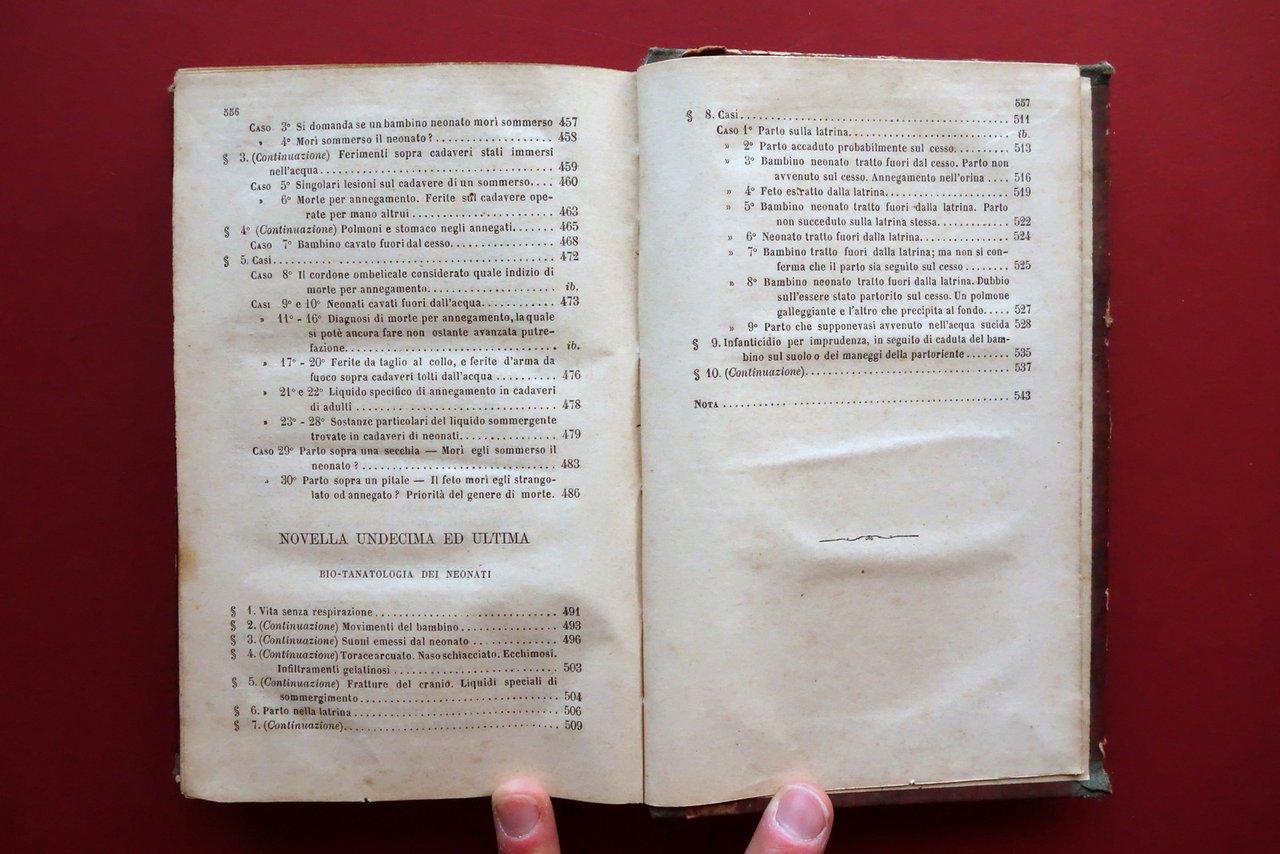 556
CASO 3° Si domanda se un bambino neonato morì sommerso 457
» 4° Morì sommerso il neonato? .................... 458
§ 3. (Continuazione) Ferimenti sopra cadaveri stati immersi
nell'acqua........................................ 459
CASO 5° Singolari lesioni sul cadavere di un sommerso.... 460
» 6° Morte per annegamento. Ferite sul cadavere ope-
rate per mano altrui ...................... 463
§ 4° (Continuazione) Polmoni e stomaco negli annegati....... 465
CASO 7° Bambino cavato fuori dal cesso.................. 468
§ 5. Casi................................................ 472
CASO 8° Il cordone ombelicale considerato quale indizio di
morte per annegamento..................... ib.
CASI 9° e 10° Neonati cavati fuori dall'acqua............ 473
» 11° - 16° Diagnosi di morte per annegamento, la quale
si potè ancora fare non ostante avanzata putre-
fazione................................... ib.
» 17° - 20° Ferite da taglio al collo, e ferite d'arma da
fuoco sopra cadaveri tolti dall'acqua .......... 476
» 21° e 22° Liquido specifico di annegamento in cadaveri
di adulti ................................. 478
» 23° - 28° Sostanze particolari del liquido sommergente
trovate in cadaveri di neonati................ 479
CASO 29° Parto sopra una secchia — Morì egli sommerso il
neonato ? ................................ 483
» 30° Parto sopra un pitale — Il feto morì egli strango-
lato od annegato ? Priorità del genere di morte. 486
NOVELLA UNDECIMA ED ULTIMA
BIO-TANATOLOGIA DEI NEONATI
§ 1. Vita senza respirazione .............................. 491
§ 2. (Continuazione) Movimenti del bambino ................ 493
§ 3. (Continuazione) Suoni emessi dal neonato ............. 496
§ 4. (Continuazione) Torace arcuato. Naso schiacciato. Ecchimosi.
Infiltramenti gelatinosi ............................ 503
§ 5. (Continuazione) Fratture del cranio. Liquidi speciali di
sommergimento................................ 504
§ 6. Parto nella latrina ................................ 506
§ 7. (Continuazione).................................... 509
557
§ 8. Casi................................................ 511
CASO 1° Parto sulla latrina............................ ib.
» 2° Parto accaduto probabilmente sul cesso.......... 513
» 3° Bambino neonato tratto fuori dal cesso. Parto non
avvenuto sul cesso. Annegamento nell'orina .... 516
» 4° Feto estratto dalla latrina...................... 519
» 5° Bambino neonato tratto fuori dalla latrina. Parto
non succeduto sulla latrina stessa............. 522
» 6° Neonato tratto fuori dalla latrina............... 524
» 7° Bambino tratto fuori dalla latrina; ma non si con-
ferma che il parto sia seguito sul cesso ........ 525
» 8° Bambino neonato tratto fuori dalla latrina. Dubbio
sull'essere stato partorito sul cesso. Un polmone
galleggiante e l'altro che precipita al fondo..... 527
» 9° Parto che supponevasi avvenuto nell'acqua sucida 528
§ 9. Infanticidio per imprudenza, in seguito di caduta del bam-
bino sul suolo o dei maneggi della partoriente ....... 535
§ 10. (Continuazione)................................... 537
NOTA .................................................. 543